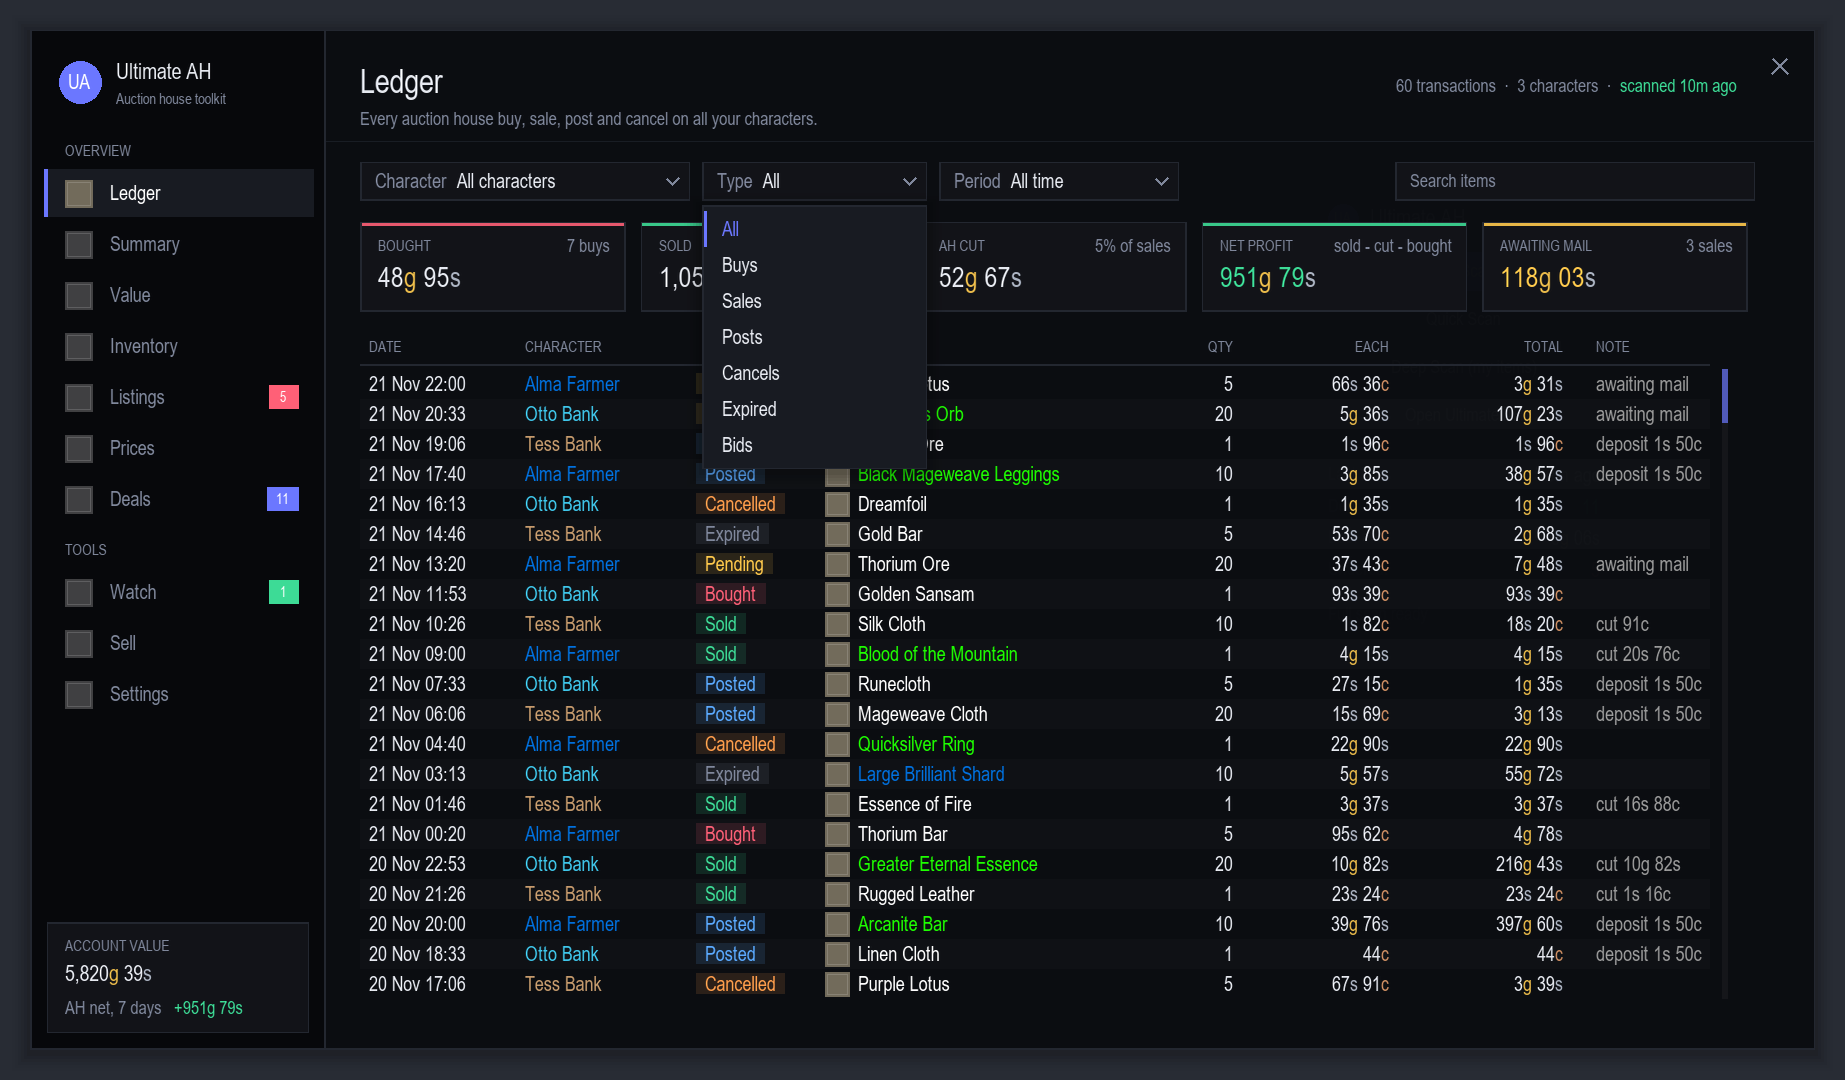 UA
Ultimate AH
Auction house toolkit
OVERVIEW
Ledger
Summary
Value
Inventory
Listings 5
Prices
Deals 11
TOOLS
Watch 1
Sell
Settings
ACCOUNT VALUE
5,820g 39s
AH net, 7 days +951g 79s
Ledger
Every auction house buy, sale, post and cancel on all your characters.
60 transactions · 3 characters · scanned 10m ago
Character All characters
Type All
Period All time
Search items
All
Buys
Sales
Posts
Cancels
Expired
Bids
BOUGHT 7 buys
48g 95s
SOLD
1,05
AH CUT 5% of sales
52g 67s
NET PROFIT sold - cut - bought
951g 79s
AWAITING MAIL 3 sales
118g 03s
DATE CHARACTER QTY EACH TOTAL NOTE
21 Nov 22:00 Alma Farmer tus 5 66s 36c 3g 31s awaiting mail
21 Nov 20:33 Otto Bank s Orb 20 5g 36s 107g 23s awaiting mail
21 Nov 19:06 Tess Bank re 1 1s 96c 1s 96c deposit 1s 50c
21 Nov 17:40 Alma Farmer Posted Black Mageweave Leggings 10 3g 85s 38g 57s deposit 1s 50c
21 Nov 16:13 Otto Bank Cancelled Dreamfoil 1 1g 35s 1g 35s
21 Nov 14:46 Tess Bank Expired Gold Bar 5 53s 70c 2g 68s
21 Nov 13:20 Alma Farmer Pending Thorium Ore 20 37s 43c 7g 48s awaiting mail
21 Nov 11:53 Otto Bank Bought Golden Sansam 1 93s 39c 93s 39c
21 Nov 10:26 Tess Bank Sold Silk Cloth 10 1s 82c 18s 20c cut 91c
21 Nov 09:00 Alma Farmer Sold Blood of the Mountain 1 4g 15s 4g 15s cut 20s 76c
21 Nov 07:33 Otto Bank Posted Runecloth 5 27s 15c 1g 35s deposit 1s 50c
21 Nov 06:06 Tess Bank Posted Mageweave Cloth 20 15s 69c 3g 13s deposit 1s 50c
21 Nov 04:40 Alma Farmer Cancelled Quicksilver Ring 1 22g 90s 22g 90s
21 Nov 03:13 Otto Bank Expired Large Brilliant Shard 10 5g 57s 55g 72s
21 Nov 01:46 Tess Bank Sold Essence of Fire 1 3g 37s 3g 37s cut 16s 88c
21 Nov 00:20 Alma Farmer Bought Thorium Bar 5 95s 62c 4g 78s
20 Nov 22:53 Otto Bank Sold Greater Eternal Essence 20 10g 82s 216g 43s cut 10g 82s
20 Nov 21:26 Tess Bank Sold Rugged Leather 1 23s 24c 23s 24c cut 1s 16c
20 Nov 20:00 Alma Farmer Posted Arcanite Bar 10 39g 76s 397g 60s deposit 1s 50c
20 Nov 18:33 Otto Bank Posted Linen Cloth 1 44c 44c deposit 1s 50c
20 Nov 17:06 Tess Bank Cancelled Purple Lotus 5 67s 91c 3g 39s